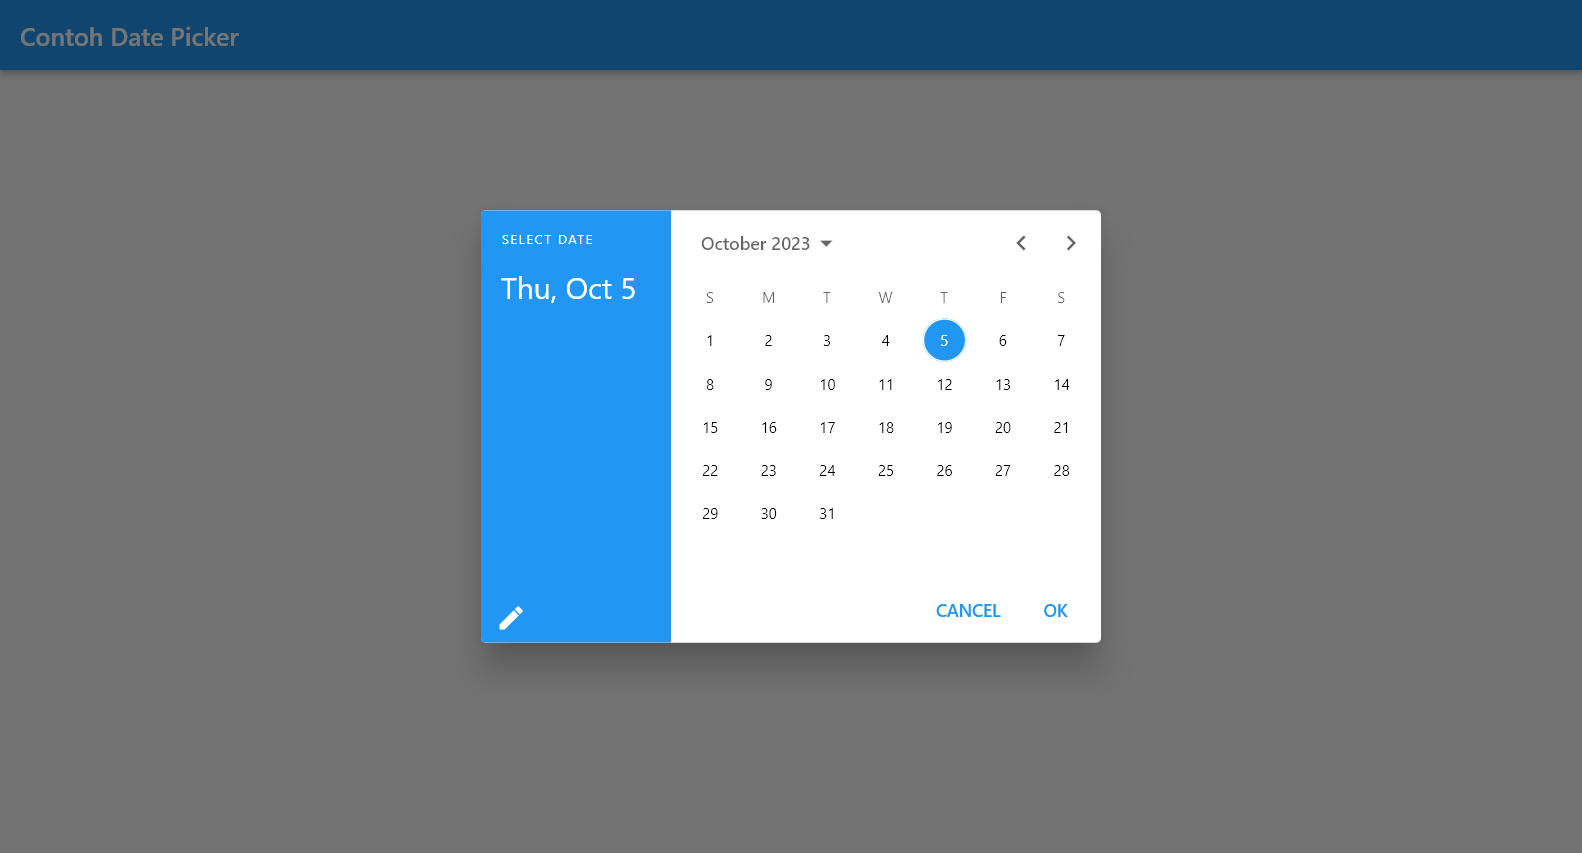 Contoh Date Picker
SELECT DATE
Thu, Oct 5
October 2023
S M T W T F S
1 2 3 4 5 6 7
8 9 10 11 12 13 14
15 16 17 18 19 20 21
22 23 24 25 26 27 28
29 30 31
CANCEL OK